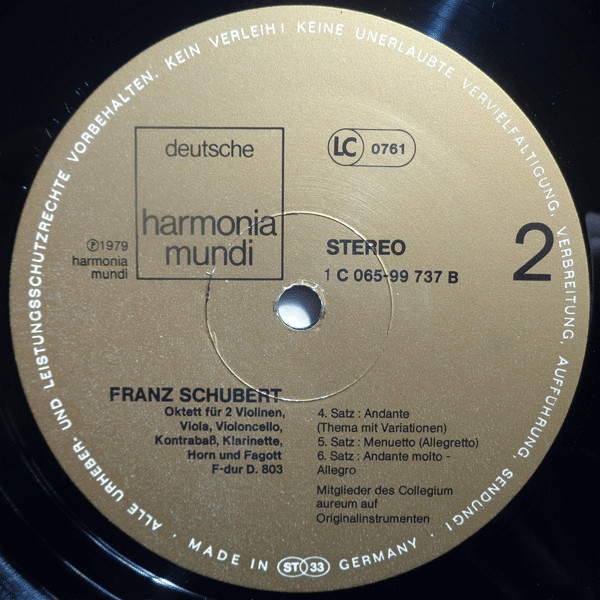 ALLE URHEBER- UND LEISTUNGSSCHUTZRECHTE VORBEHALTEN. KEIN VERLEIH! KEINE UNERLAUBTE VERVIELFÄLTIGUNG, VERBREITUNG, AUFFÜHRUNG, SENDUNG!
deutsche
harmonia
mundi
LC 0761
℗1979
harmonia
mundi
STEREO
1 C 065-99 737 B
2
FRANZ SCHUBERT
Oktett für 2 Violinen,
Viola, Violoncello,
Kontrabaß, Klarinette,
Horn und Fagott
F-dur D. 803
4. Satz : Andante
(Thema mit Variationen)
5. Satz : Menuetto (Allegretto)
6. Satz : Andante molto -
Allegro
Mitglieder des Collegium
aureum auf
Originalinstrumenten
· MADE IN ST 33 GERMANY ·